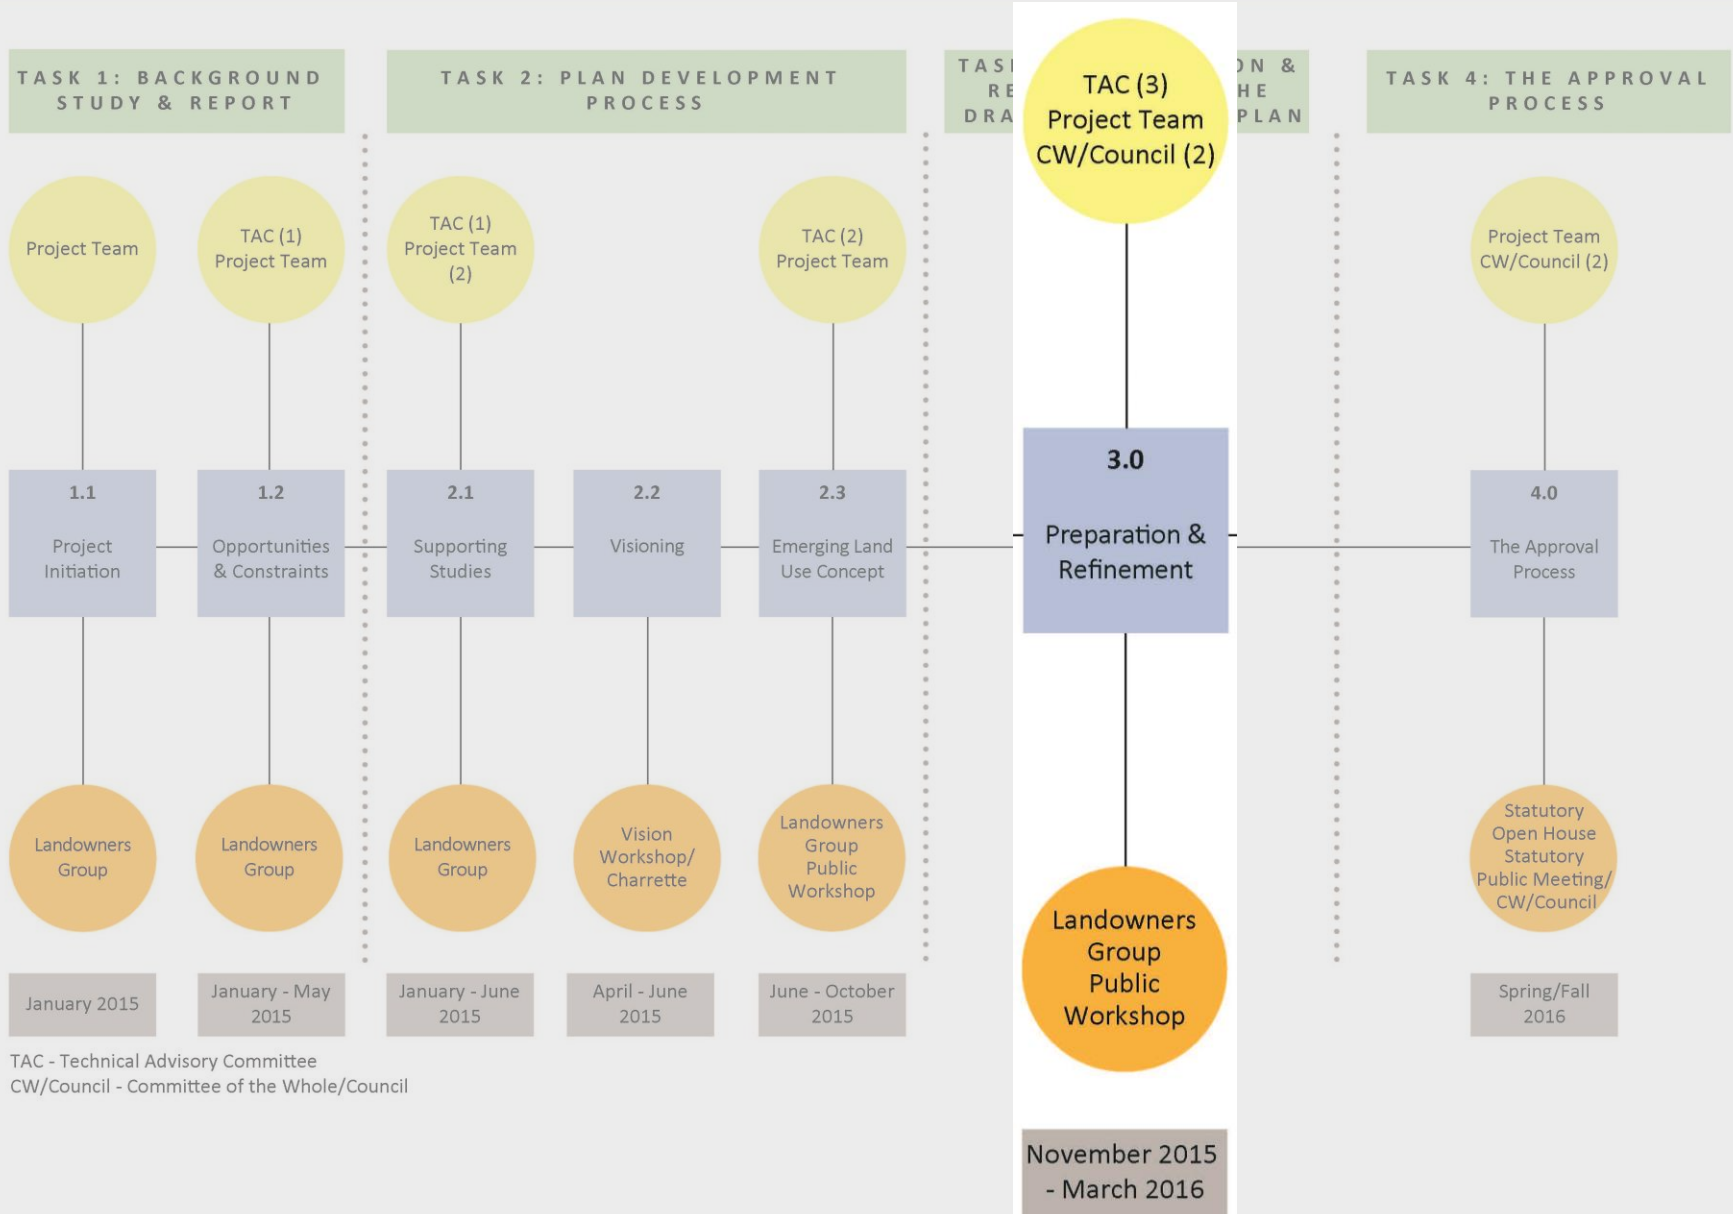 TASK 1: BACKGROUND
STUDY & REPORT
TASK 2: PLAN DEVELOPMENT
PROCESS
TASK 4: THE APPROVAL
PROCESS
HE
PLAN
Project Team
TAC (1)
Project Team
TAC (1)
Project Team
(2)
TAC (2)
Project Team
TAC (3)
Project Team
CW/Council (2)
Project Team
CW/Council (2)
1.1
Project
Initiation
1.2
Opportunities
& Constraints
2.1
Supporting
Studies
2.2
Visioning
2.3
Emerging Land
Use Concept
3.0
Preparation &
Refinement
4.0
The Approval
Process
Landowners
Group
Landowners
Group
Landowners
Group
Vision
Workshop/
Charrette
Landowners
Group
Public
Workshop
Landowners
Group
Public
Workshop
Statutory
Open House
Statutory
Public Meeting/
CW/Council
January 2015
January - May
2015
January - June
2015
April - June
2015
June - October
2015
November 2015
- March 2016
Spring/Fall
2016
TAC - Technical Advisory Committee
CW/Council - Committee of the Whole/Council